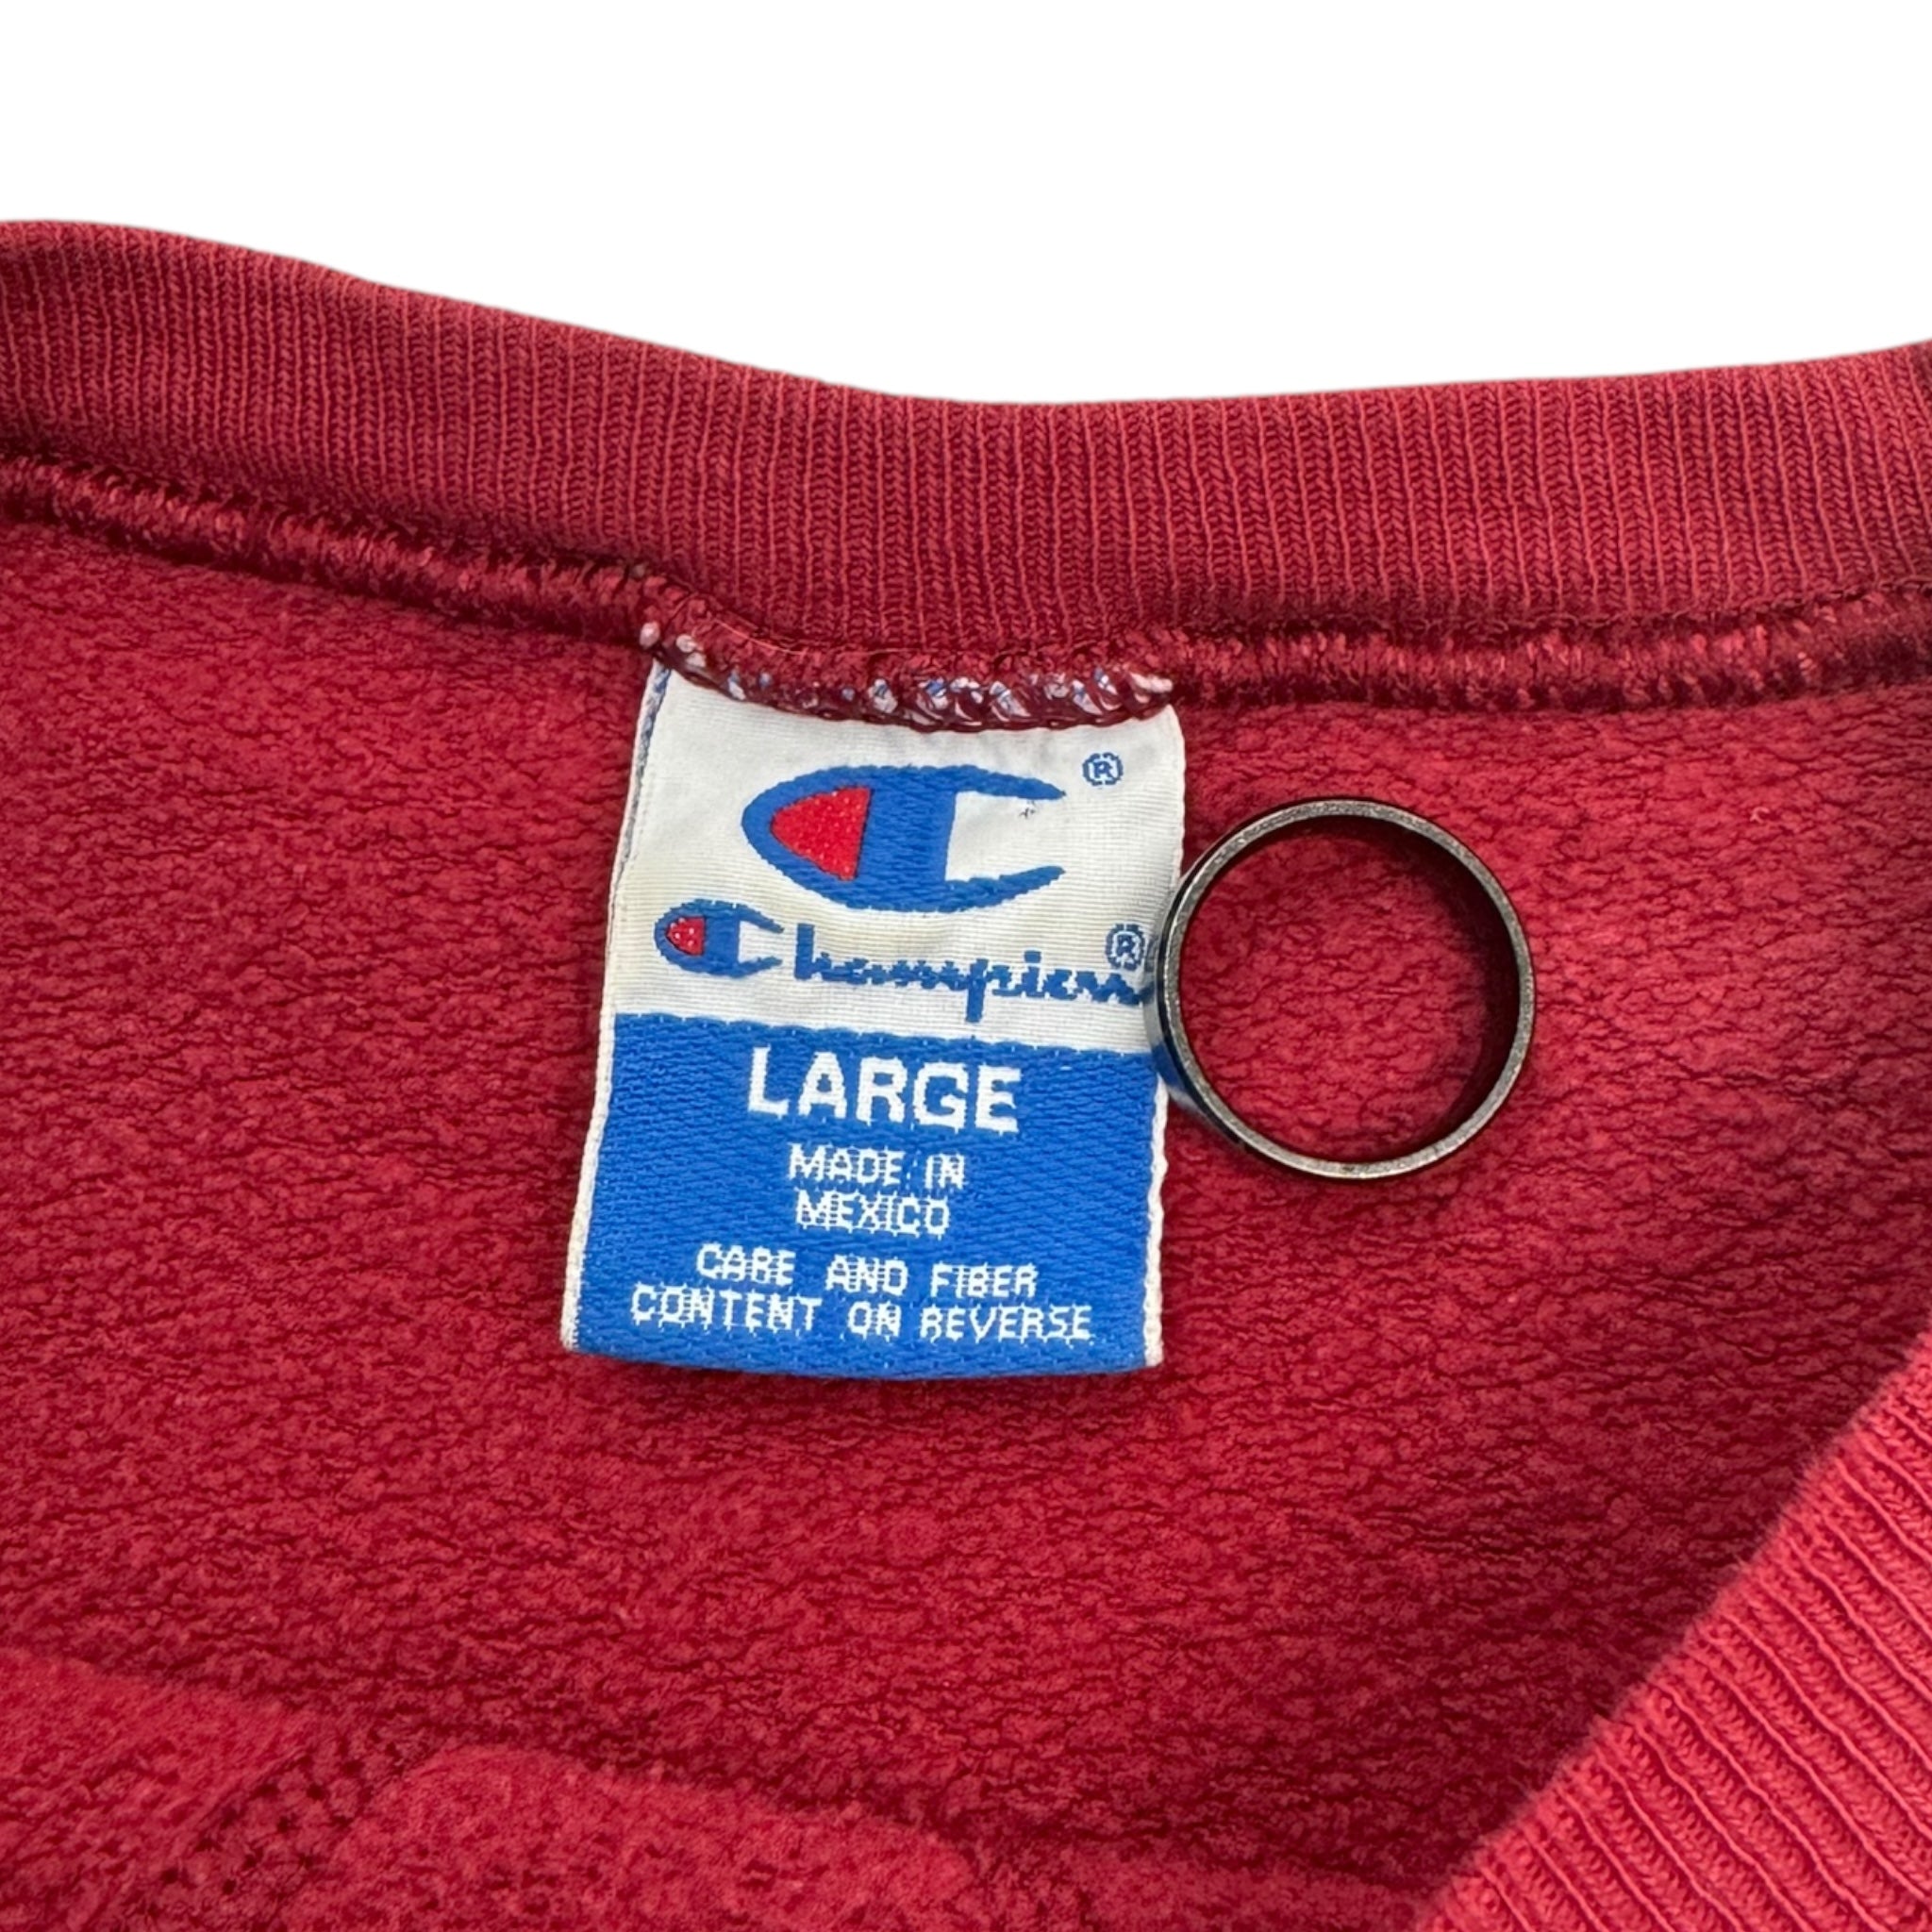 ®
Champion®
LARGE
MADE IN
MEXICO
CARE AND FIBER
CONTENT ON REVERSE